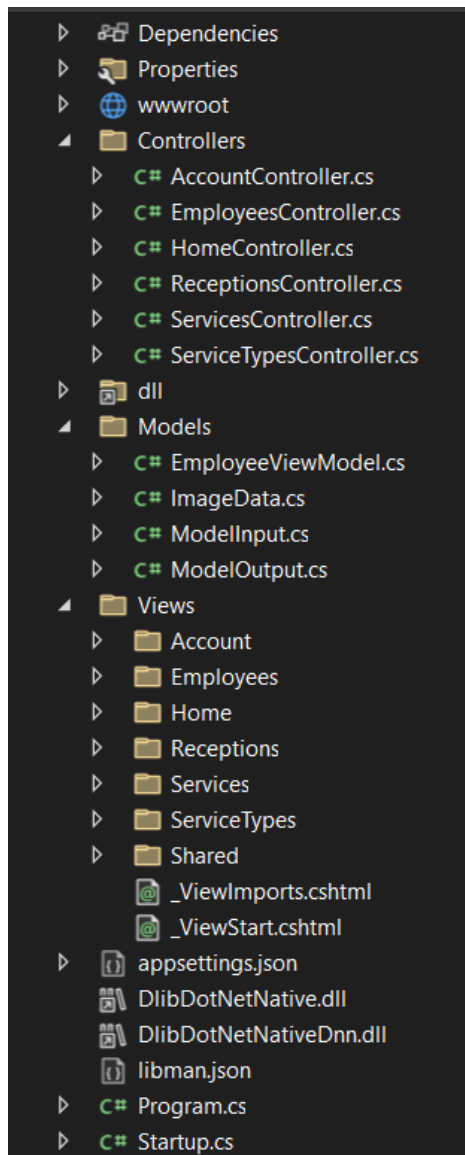 Dependencies
Properties
wwwroot
Controllers
C# AccountController.cs
C# EmployeesController.cs
C# HomeController.cs
C# ReceptionsController.cs
C# ServicesController.cs
C# ServiceTypesController.cs
dll
Models
C# EmployeeViewModel.cs
C# ImageData.cs
C# ModelInput.cs
C# ModelOutput.cs
Views
Account
Employees
Home
Receptions
Services
ServiceTypes
Shared
_ViewImports.cshtml
_ViewStart.cshtml
appsettings.json
DlibDotNetNative.dll
DlibDotNetNativeDnn.dll
libman.json
C# Program.cs
C# Startup.cs